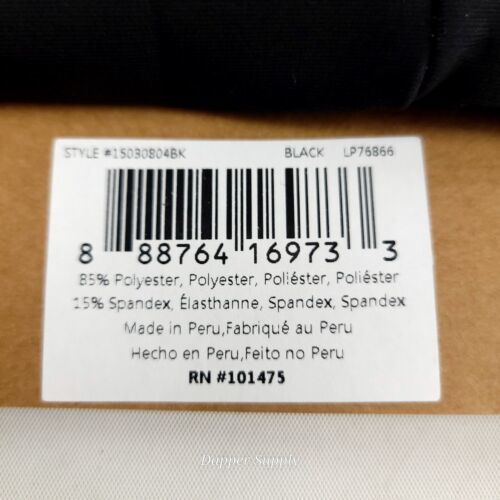 STYLE #15030804BK BLACK LP76866
8 88764 16973 3
85% Polyester, Polyester, Poliéster, Poliéster
15% Spandex, Élasthanne, Spandex, Spandex
Made in Peru,Fabriqué au Peru
Hecho en Peru,Feito no Peru
RN #101475
Dapper Supply